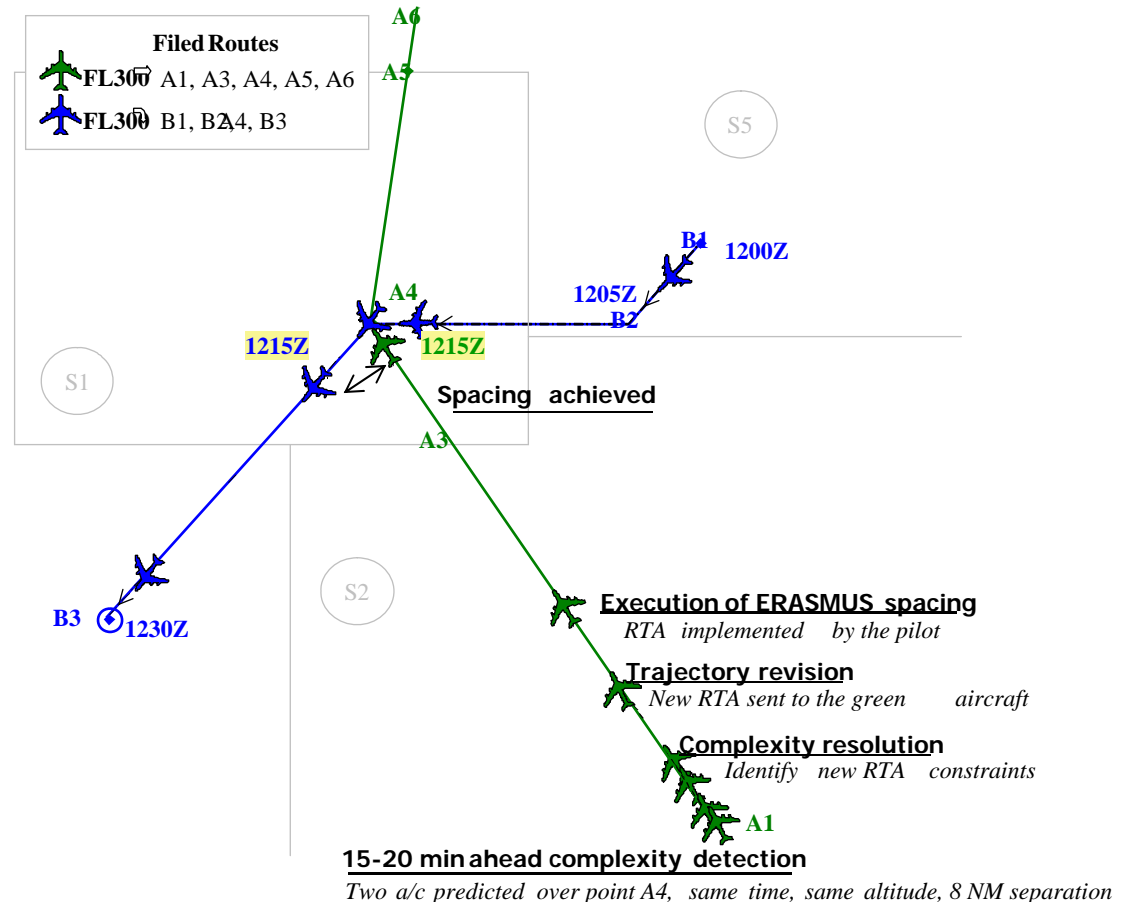 A6
Filed Routes
FL300 A1, A3, A4, A5, A6
A5
FL300 B1, B2, A4, B3
S5
B1
1200Z
1205Z
A4
B2
1215Z
1215Z
S1
Spacing achieved
A3
S2
Execution of ERASMUS spacing
RTA implemented by the pilot
B3
1230Z
Trajectory revision
New RTA sent to the green aircraft
Complexity resolution
Identify new RTA constraints
A1
15-20 min ahead complexity detection
Two a/c predicted over point A4, same time, same altitude, 8 NM separation